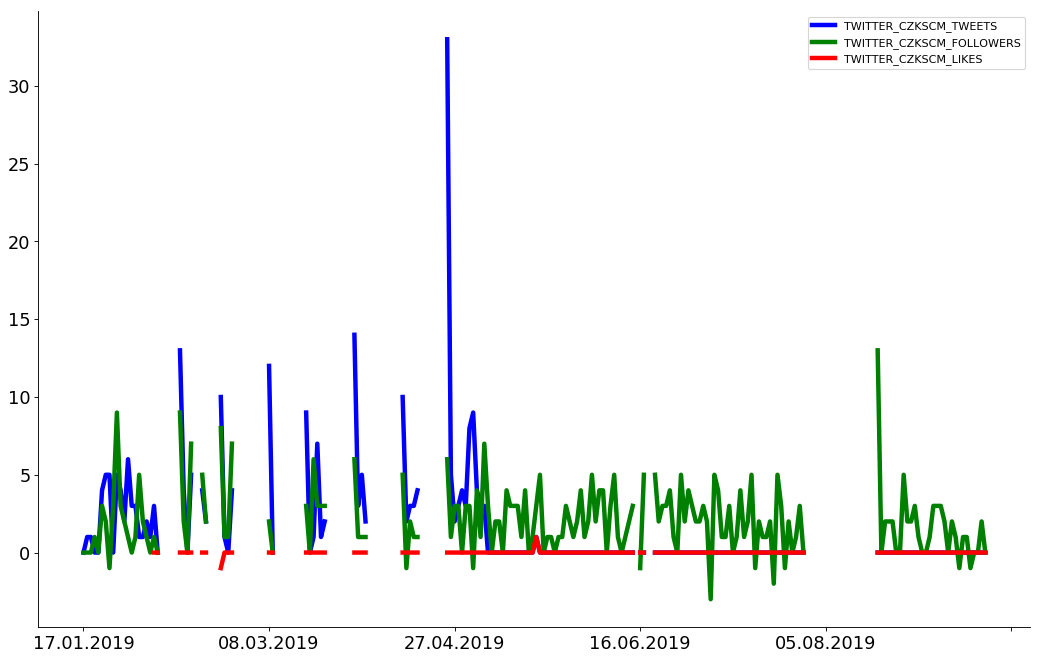 TWITTER_CZKSCM_TWEETS
TWITTER_CZKSCM_FOLLOWERS
TWITTER_CZKSCM_LIKES
30
25
20
15
10
5
0
17.01.2019 08.03.2019 27.04.2019 16.06.2019 05.08.2019